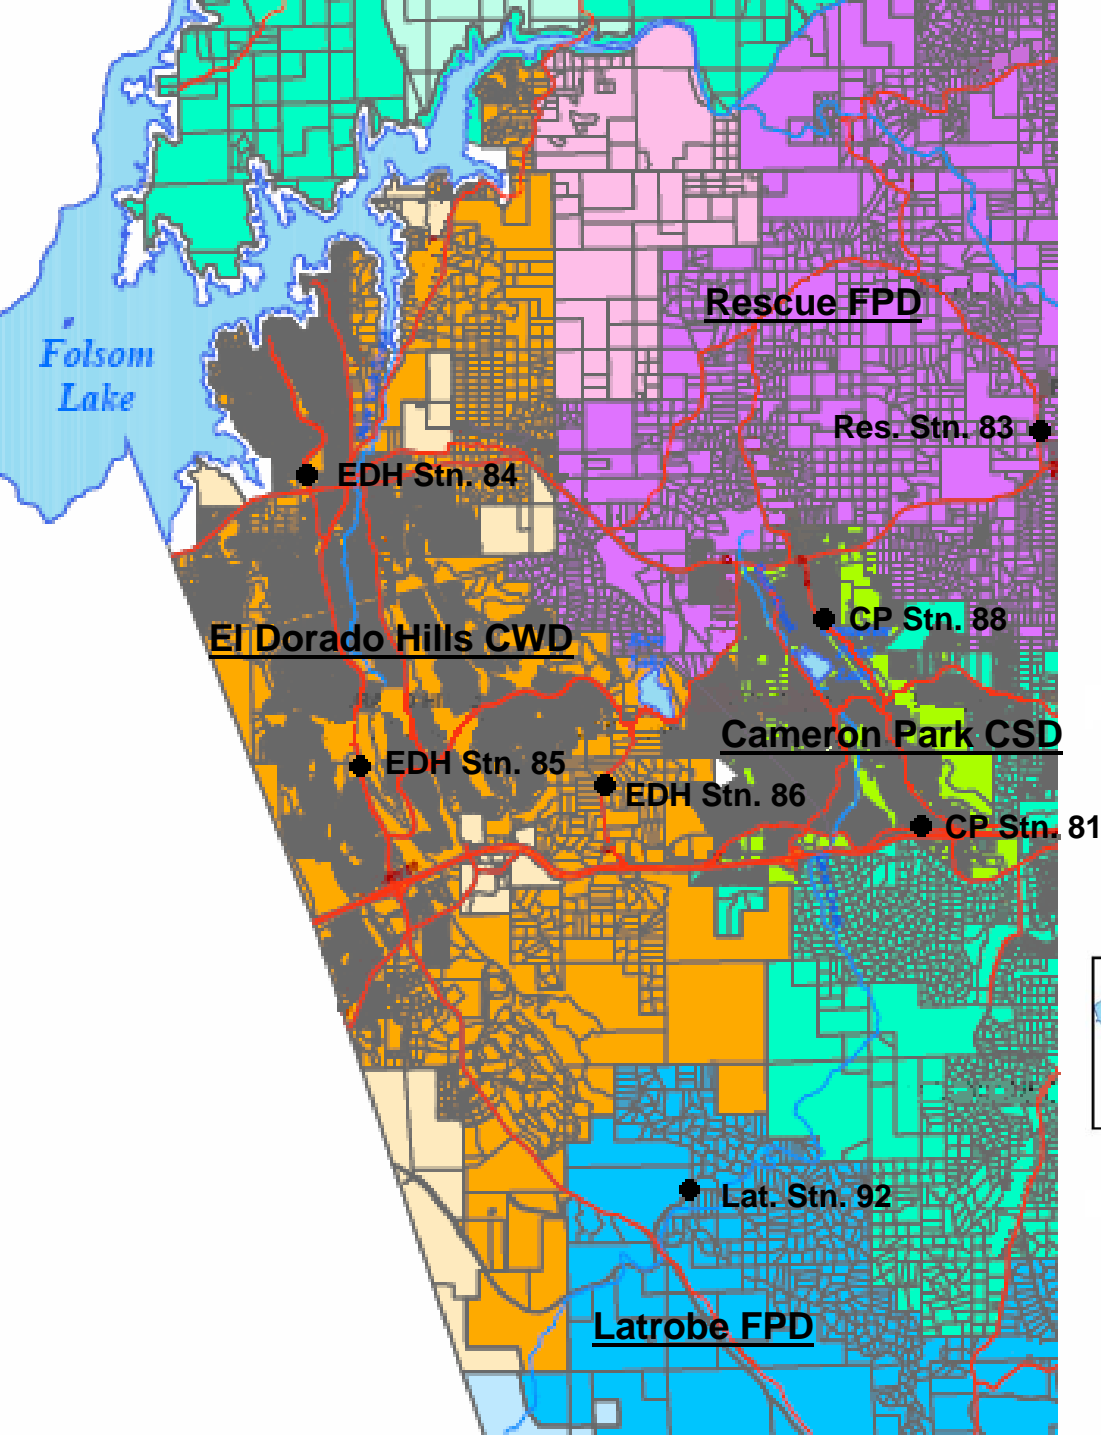 Rescue FPD
Folsom
Lake
Res. Stn. 83
EDH Stn. 84
CP Stn. 88
El Dorado Hills CWD
Cameron Park CSD
EDH Stn. 85
EDH Stn. 86
CP Stn. 81
Lat. Stn. 92
Latrobe FPD